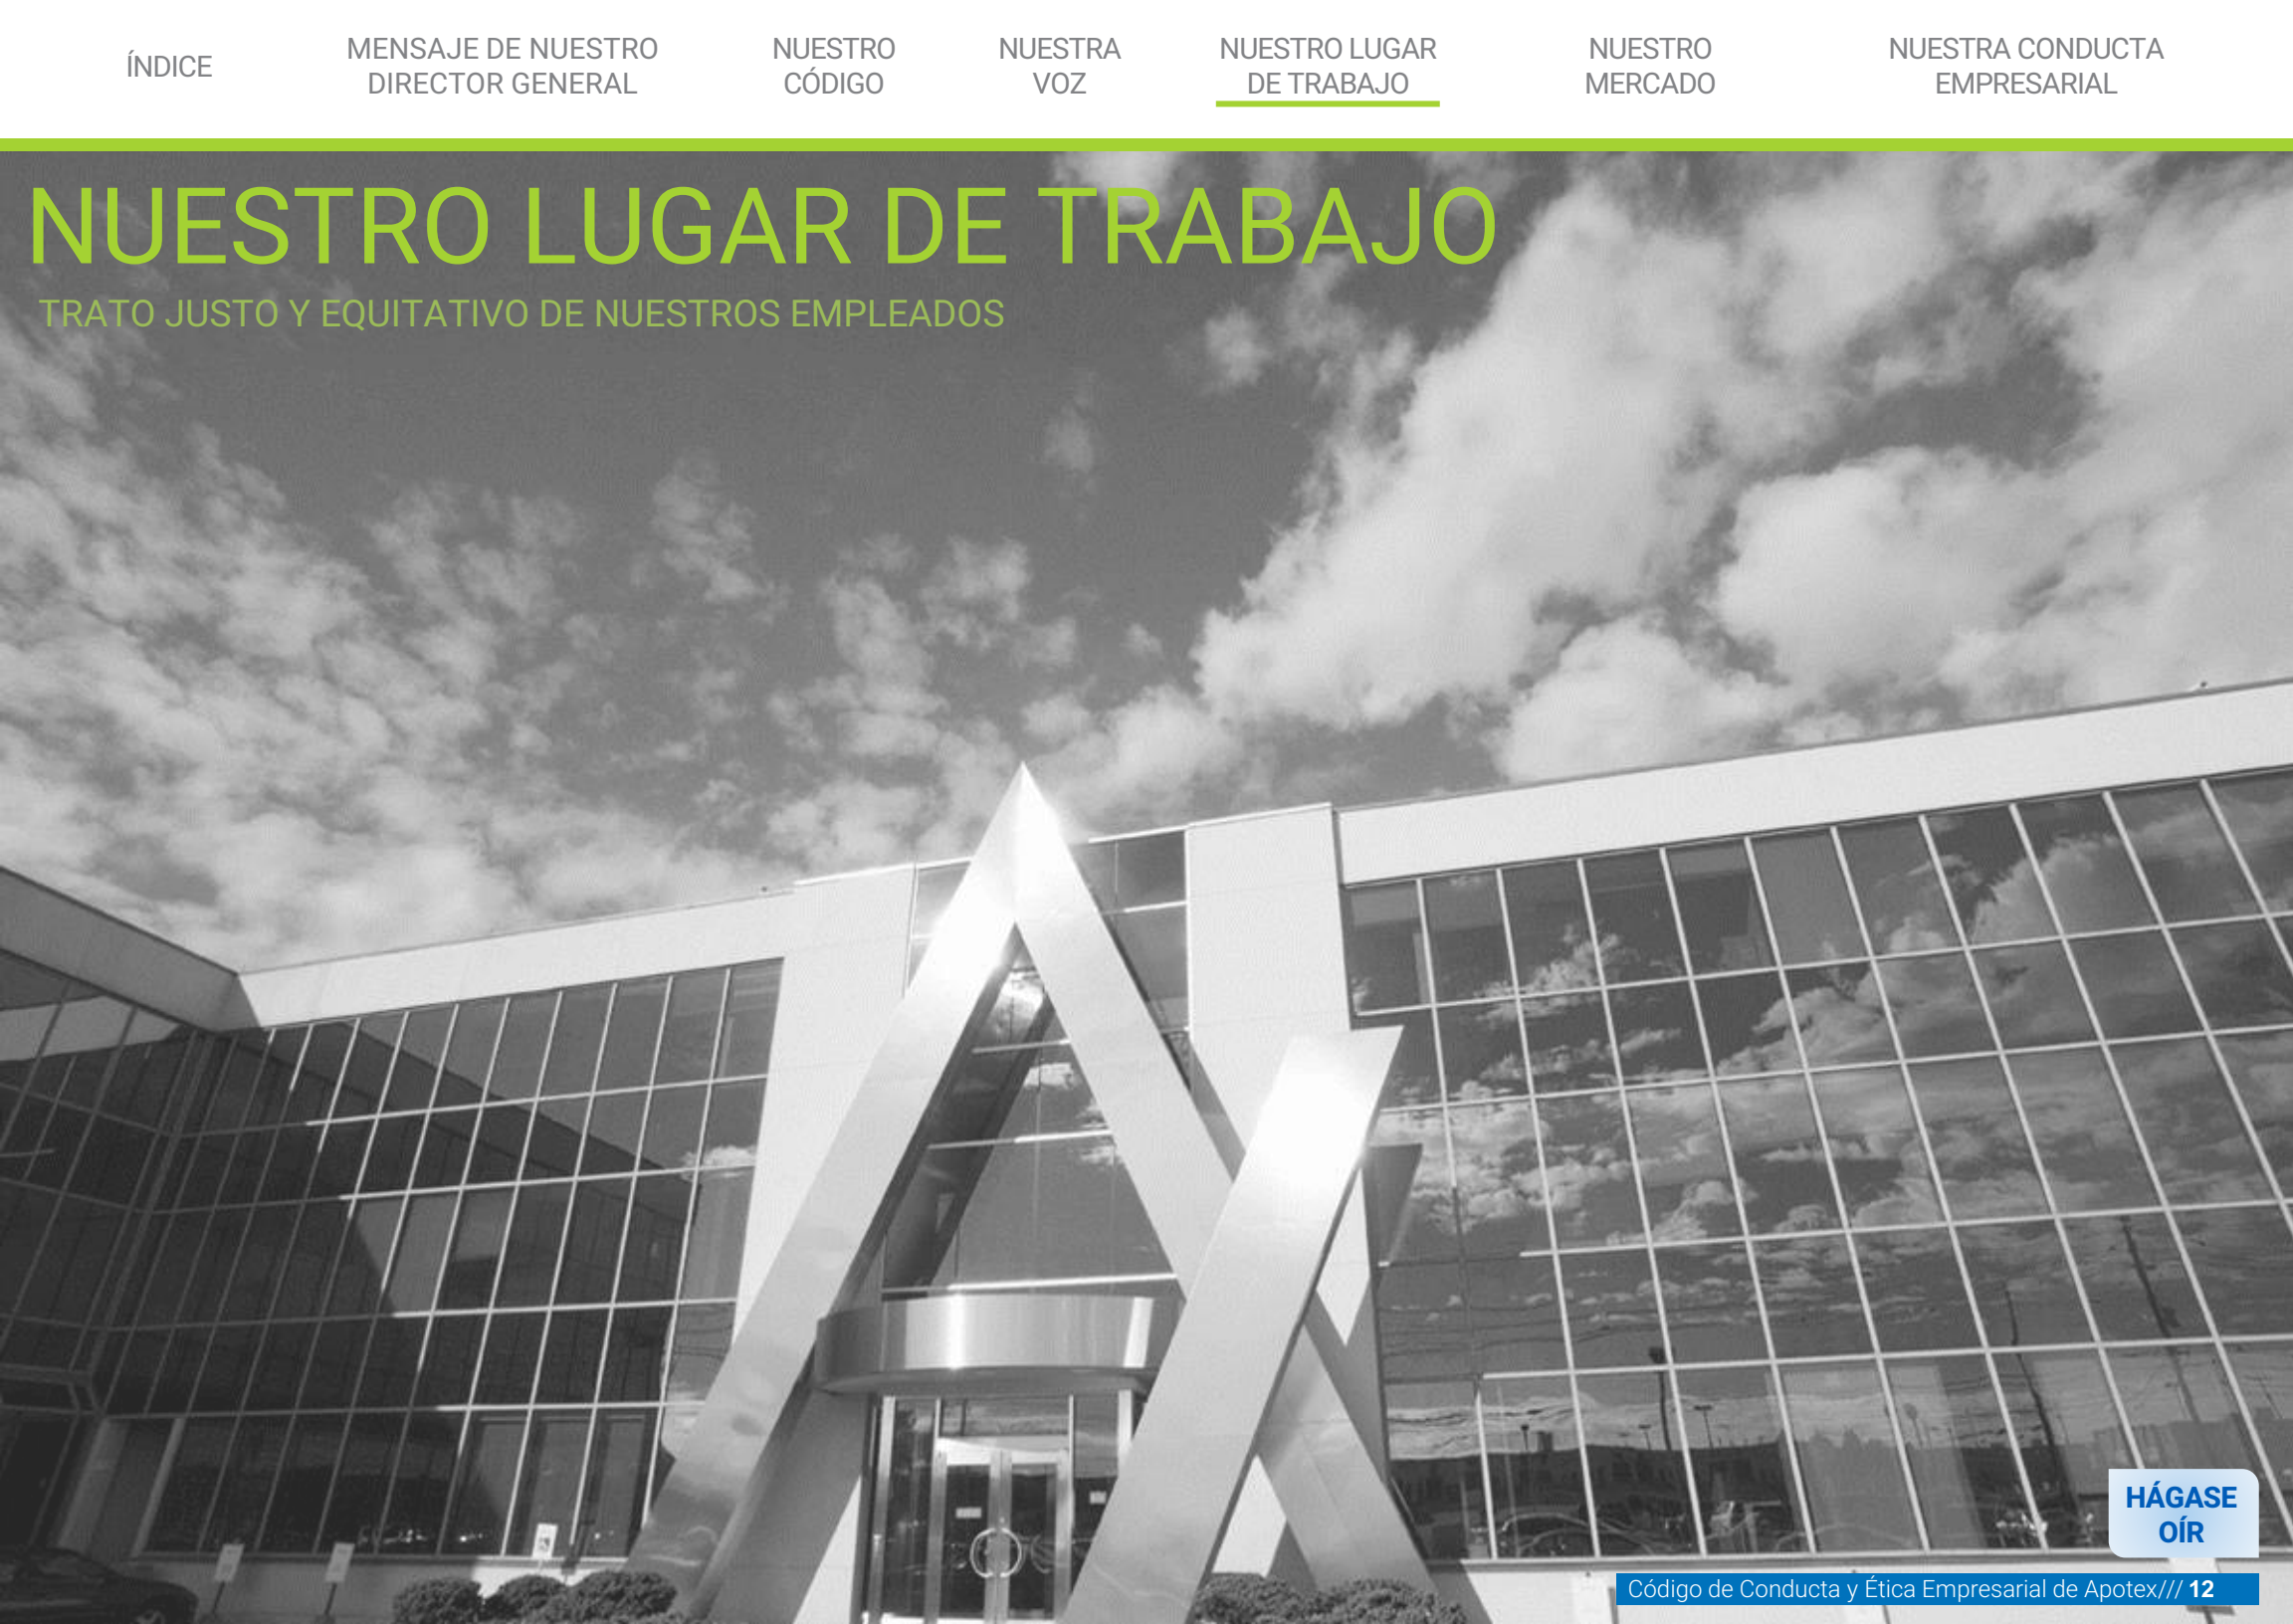 ÍNDICE
MENSAJE DE NUESTRO
DIRECTOR GENERAL
NUESTRO
CÓDIGO
NUESTRA
VOZ
NUESTRO LUGAR
DE TRABAJO
NUESTRO
MERCADO
NUESTRA CONDUCTA
EMPRESARIAL
NUESTRO LUGAR DE TRABAJO
TRATO JUSTO Y EQUITATIVO DE NUESTROS EMPLEADOS
HÁGASE
OÍR
Código de Conducta y Ética Empresarial de Apotex/// 12